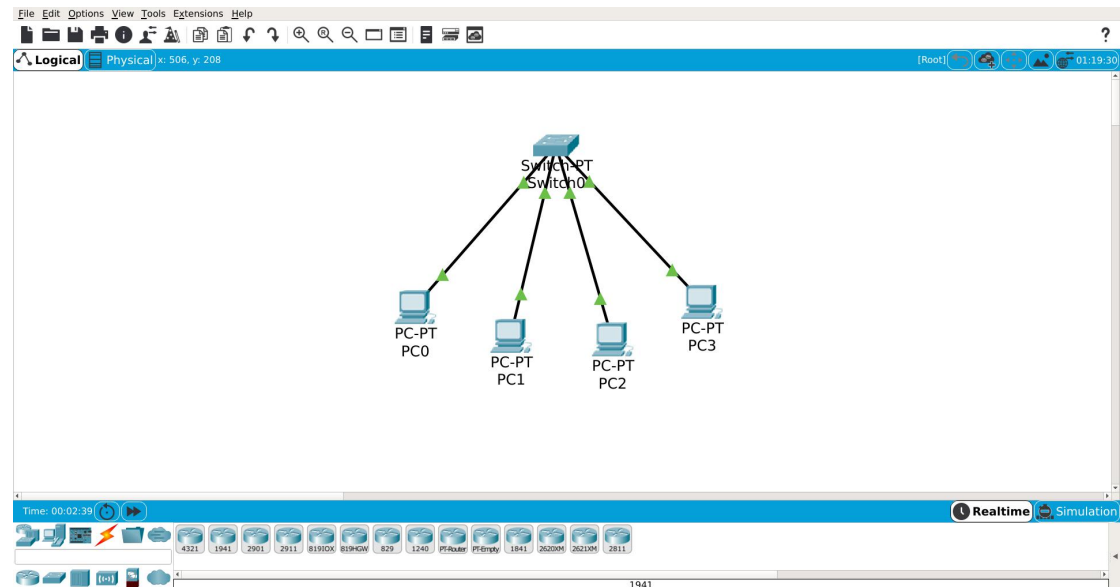 File Edit Options View Tools Extensions Help
?
Logical Physical x: 506, y: 208 [Root] 01:19:30
Switch-PT
Switch0
PC-PT
PC0
PC-PT
PC1
PC-PT
PC2
PC-PT
PC3
Time: 00:02:39 Realtime Simulation
4321 1941 2901 2911 819IOX 819HGW 829 1240 PT-Router PT-Empty 1841 2620XM 2621XM 2811
1941